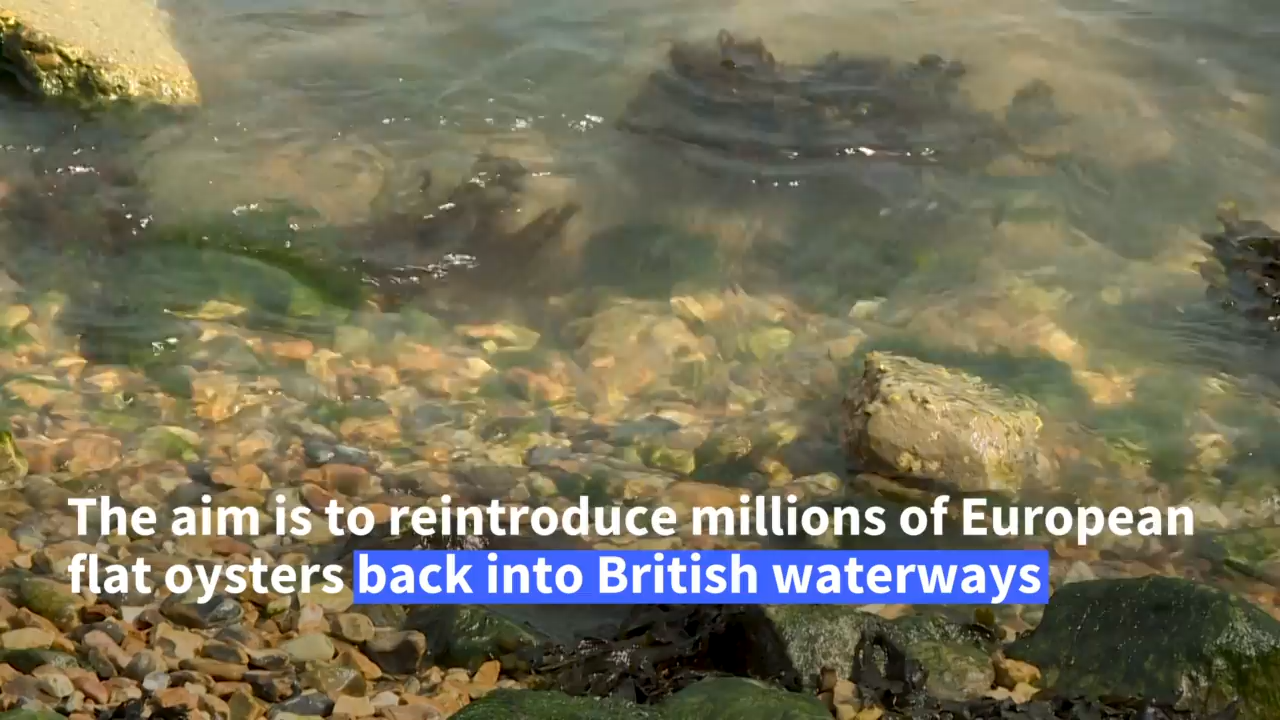 The aim is to reintroduce millions of European
flat oysters back into British waterways